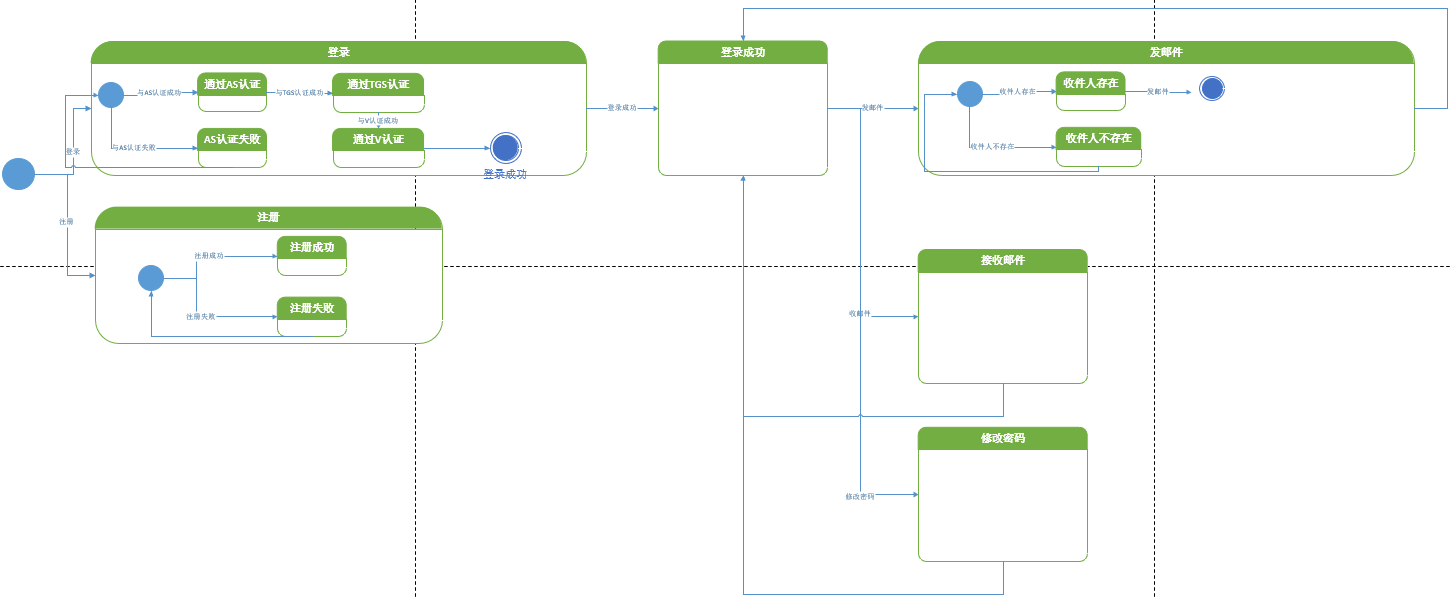 登录
通过AS认证
与AS认证成功
与TGS认证成功
通过TGS认证
与V认证成功
AS认证失败
与AS认证失败
通过V认证
登录成功
登录
注册
注册
注册成功
注册成功
注册失败
注册失败
登录成功
登录成功
发邮件
发邮件
收件人存在
收件人存在
发邮件
收件人不存在
收件人不存在
接收邮件
收邮件
修改密码
修改密码